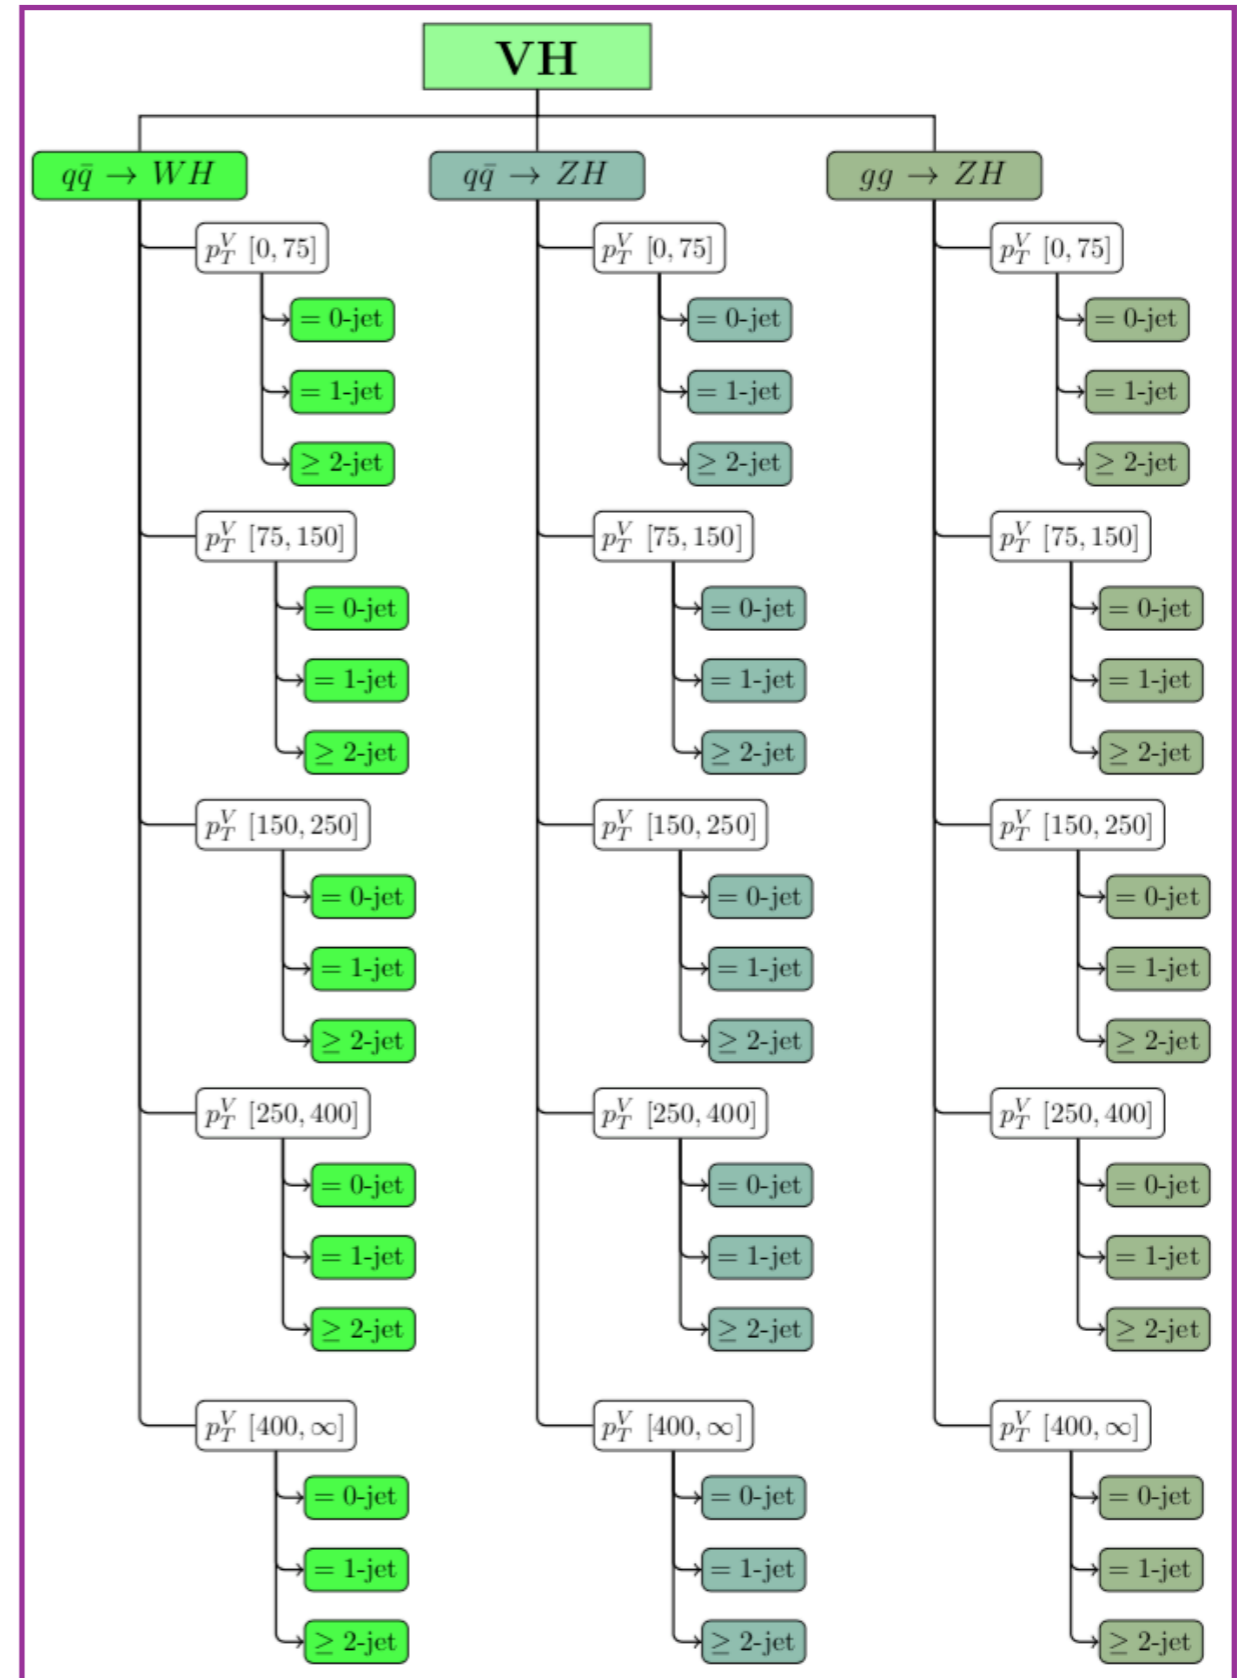 VH
qq̄ → WH
p_T^V [0, 75]
= 0-jet
= 1-jet
≥ 2-jet
p_T^V [75, 150]
= 0-jet
= 1-jet
≥ 2-jet
p_T^V [150, 250]
= 0-jet
= 1-jet
≥ 2-jet
p_T^V [250, 400]
= 0-jet
= 1-jet
≥ 2-jet
p_T^V [400, ∞]
= 0-jet
= 1-jet
≥ 2-jet
qq̄ → ZH
p_T^V [0, 75]
= 0-jet
= 1-jet
≥ 2-jet
p_T^V [75, 150]
= 0-jet
= 1-jet
≥ 2-jet
p_T^V [150, 250]
= 0-jet
= 1-jet
≥ 2-jet
p_T^V [250, 400]
= 0-jet
= 1-jet
≥ 2-jet
p_T^V [400, ∞]
= 0-jet
= 1-jet
≥ 2-jet
gg → ZH
p_T^V [0, 75]
= 0-jet
= 1-jet
≥ 2-jet
p_T^V [75, 150]
= 0-jet
= 1-jet
≥ 2-jet
p_T^V [150, 250]
= 0-jet
= 1-jet
≥ 2-jet
p_T^V [250, 400]
= 0-jet
= 1-jet
≥ 2-jet
p_T^V [400, ∞]
= 0-jet
= 1-jet
≥ 2-jet